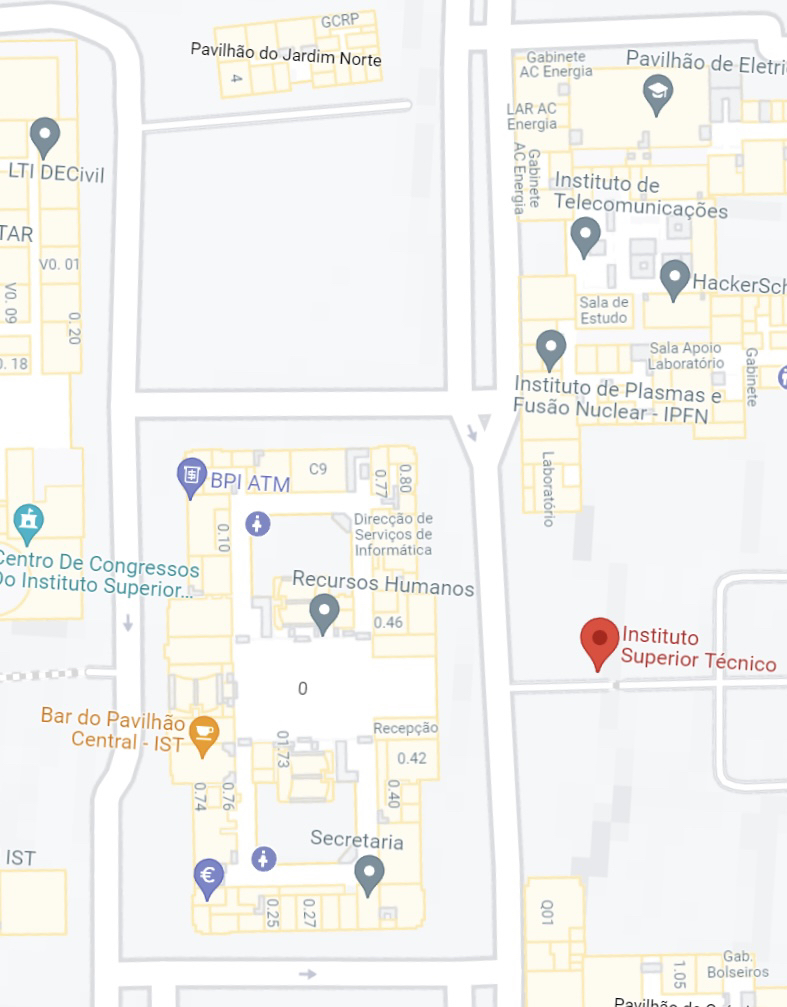 GCRP
Pavilhão do Jardim Norte
4
Gabinete
AC Energia
Pavilhão de Eletri
LAR AC
Energia
Gabinete
AC Energia
LTI DECivil
Instituto de
Telecomunicações
TAR
V0. 01
HackerSch
V0. 09
0.20
Sala de
Estudo
0. 18
Sala Apoio
Laboratório
Gabinete
Instituto de Plasmas e
Fusão Nuclear - IPFN
C9
0.77
0.80
BPI ATM
Laboratório
0.10
Direcção de
Serviços de
Informática
Centro De Congressos
Do Instituto Superior...
Recursos Humanos
0.46
Instituto
Superior Técnico
0
Bar do Pavilhão
Central - IST
Recepção
01.73
0.42
0.74
0.76
0.40
Secretaria
IST
€
0.25
0.27
Q01
Gab.
Bolseiros
1.05